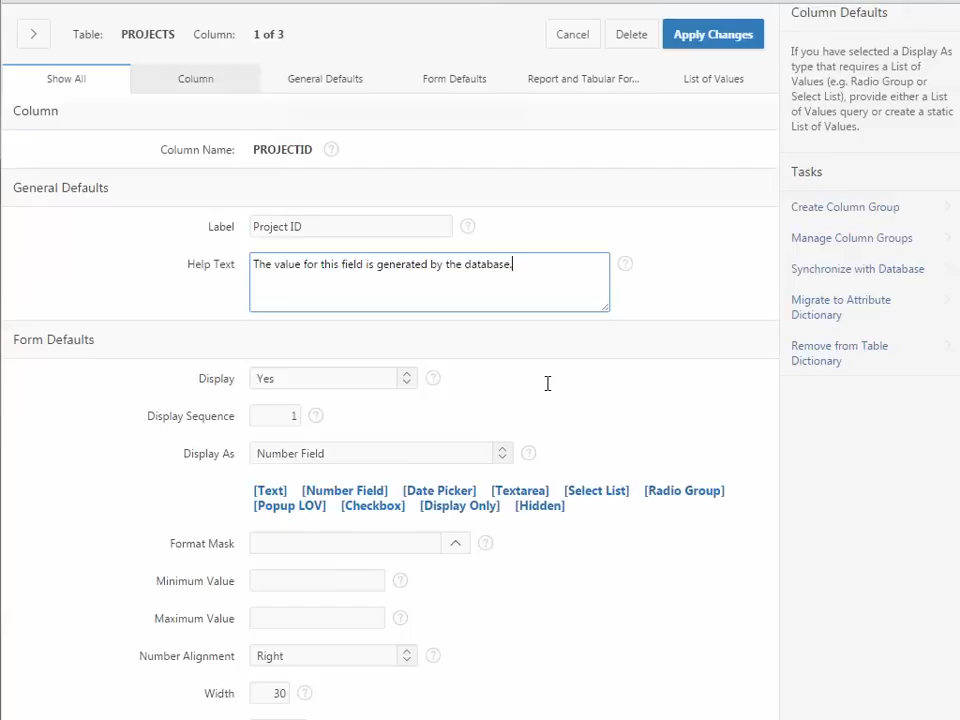 Table: PROJECTS Column: 1 of 3 Cancel Delete Apply Changes
Show All Column General Defaults Form Defaults Report and Tabular For... List of Values
Column
Column Name: PROJECTID
General Defaults
Label Project ID
Help Text The value for this field is generated by the database.
Form Defaults
Display Yes
Display Sequence 1
Display As Number Field
[Text] [Number Field] [Date Picker] [Textarea] [Select List] [Radio Group]
[Popup LOV] [Checkbox] [Display Only] [Hidden]
Format Mask
Minimum Value
Maximum Value
Number Alignment Right
Width 30
Column Defaults
If you have selected a Display As
type that requires a List of
Values (e.g. Radio Group or
Select List), provide either a List
of Values query or create a static
List of Values.
Tasks
Create Column Group
Manage Column Groups
Synchronize with Database
Migrate to Attribute
Dictionary
Remove from Table
Dictionary